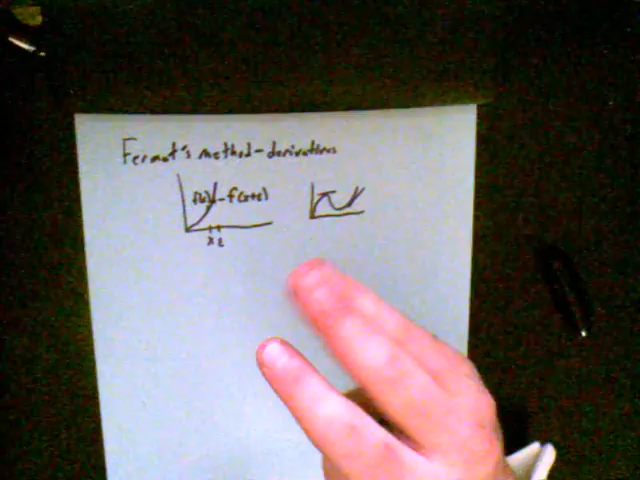 Fermat's method - derivatives
f(x) - f(x+ε)
x ε